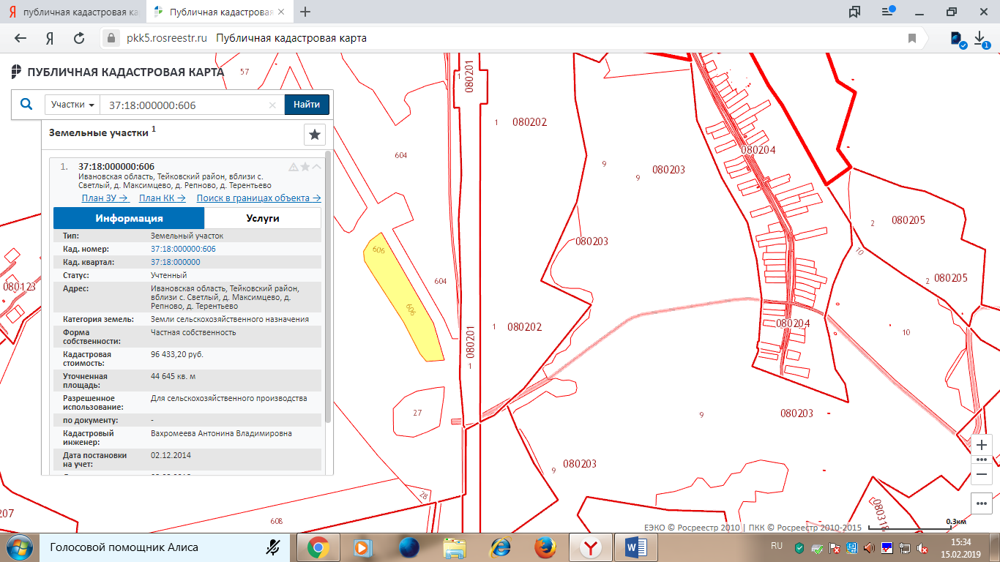 публичная кадастровая ка
Публичная кадастровая
pkk5.rosreestr.ru Публичная кадастровая карта
1
ПУБЛИЧНАЯ КАДАСТРОВАЯ КАРТА
Участки 37:18:000000:606 Найти
Земельные участки 1
1. 37:18:000000:606
Ивановская область, Тейковский район, вблизи с.
Светлый, д. Максимцево, д. Репново, д. Терентьево
План ЗУ → План КК → Поиск в границах объекта →
Информация Услуги
Тип: Земельный участок
Кад. номер: 37:18:000000:606
Кад. квартал: 37:18:000000
Статус: Учтенный
Адрес: Ивановская область, Тейковский район,
вблизи с. Светлый, д. Максимцево, д.
Репново, д. Терентьево
Категория земель: Земли сельскохозяйственного назначения
Форма
собственности: Частная собственность
Кадастровая
стоимость: 96 433,20 руб.
Уточненная
площадь: 44 645 кв. м
Разрешенное
использование: Для сельскохозяйственного производства
по документу: -
Кадастровый
инженер: Вахромеева Антонина Владимировна
Дата постановки
на учет: 02.12.2014
57
080201
1
1 080202
604
9
9 080203
080204
080205
2
080203
10
606
604
2 080205
080123
606
1 080202
080201
1
080204
10
27
9 080203
9 080203
28
207
608
080318
0.3км
ЕЭКО © Росреестр 2010 | ПКК © Росреестр 2010-2015
Голосовой помощник Алиса
RU
15:34
15.02.2019